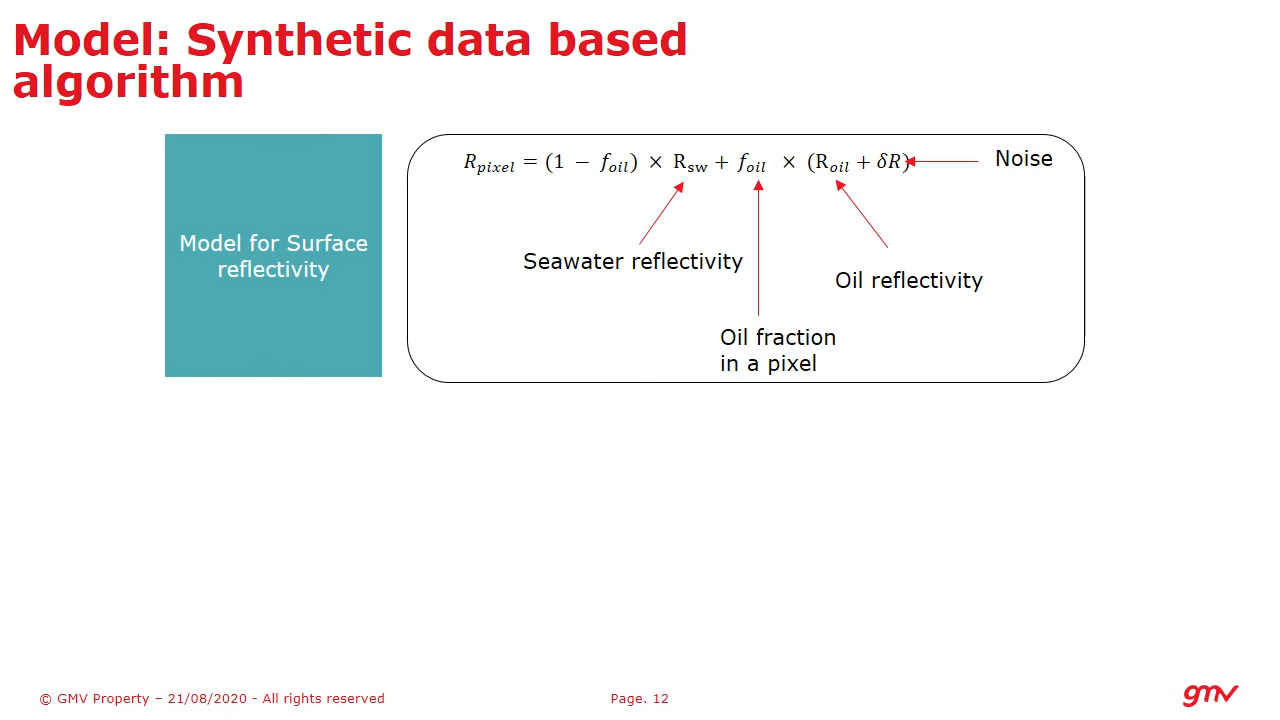 Model: Synthetic data based
algorithm
Model for Surface
reflectivity
R_pixel = (1 − f_oil) × R_sw + f_oil × (R_oil + δR)
Noise
Seawater reflectivity
Oil reflectivity
Oil fraction
in a pixel
© GMV Property – 21/08/2020 - All rights reserved
Page. 12
gmv